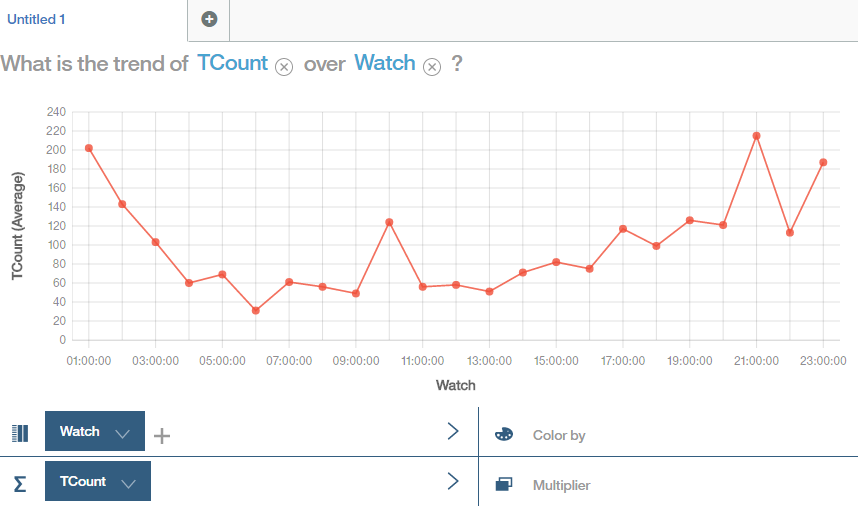 Untitled 1
What is the trend of TCount over Watch ?
TCount (Average)
240
220
200
180
160
140
120
100
80
60
40
20
0
01:00:00 03:00:00 05:00:00 07:00:00 09:00:00 11:00:00 13:00:00 15:00:00 17:00:00 19:00:00 21:00:00 23:00:00
Watch
Watch
Color by
Σ TCount
Multiplier